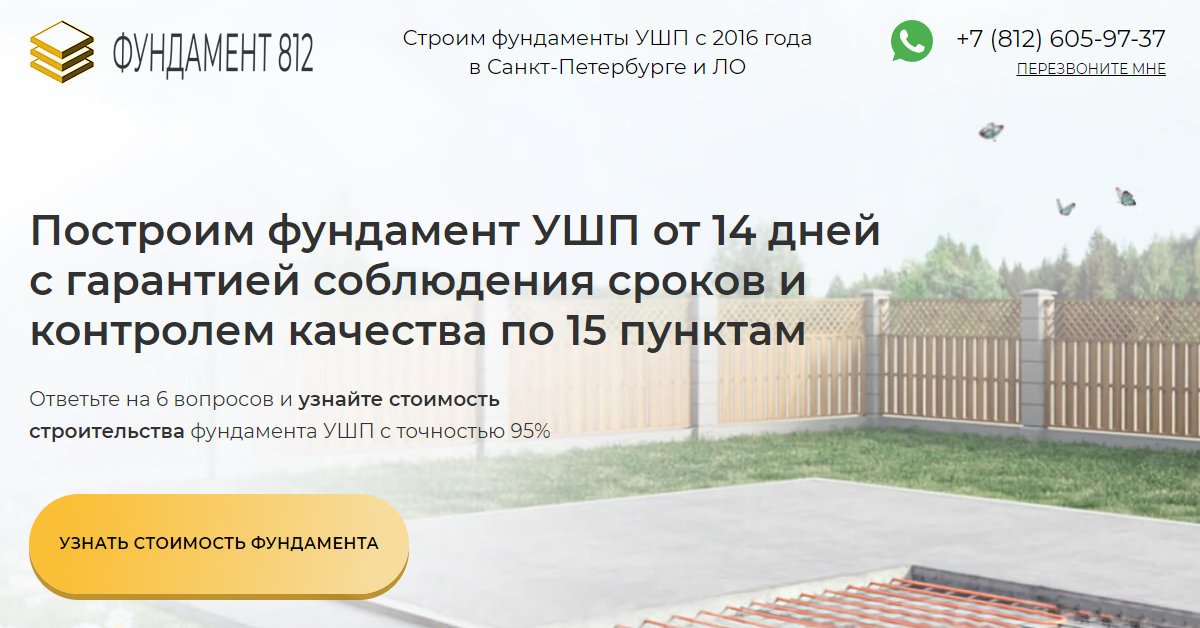 ФУНДАМЕНТ 812
Строим фундаменты УШП с 2016 года
в Санкт-Петербурге и ЛО
+7 (812) 605-97-37
ПЕРЕЗВОНИТЕ МНЕ
Построим фундамент УШП от 14 дней
с гарантией соблюдения сроков и
контролем качества по 15 пунктам
Ответьте на 6 вопросов и узнайте стоимость
строительства фундамента УШП с точностью 95%
УЗНАТЬ СТОИМОСТЬ ФУНДАМЕНТА